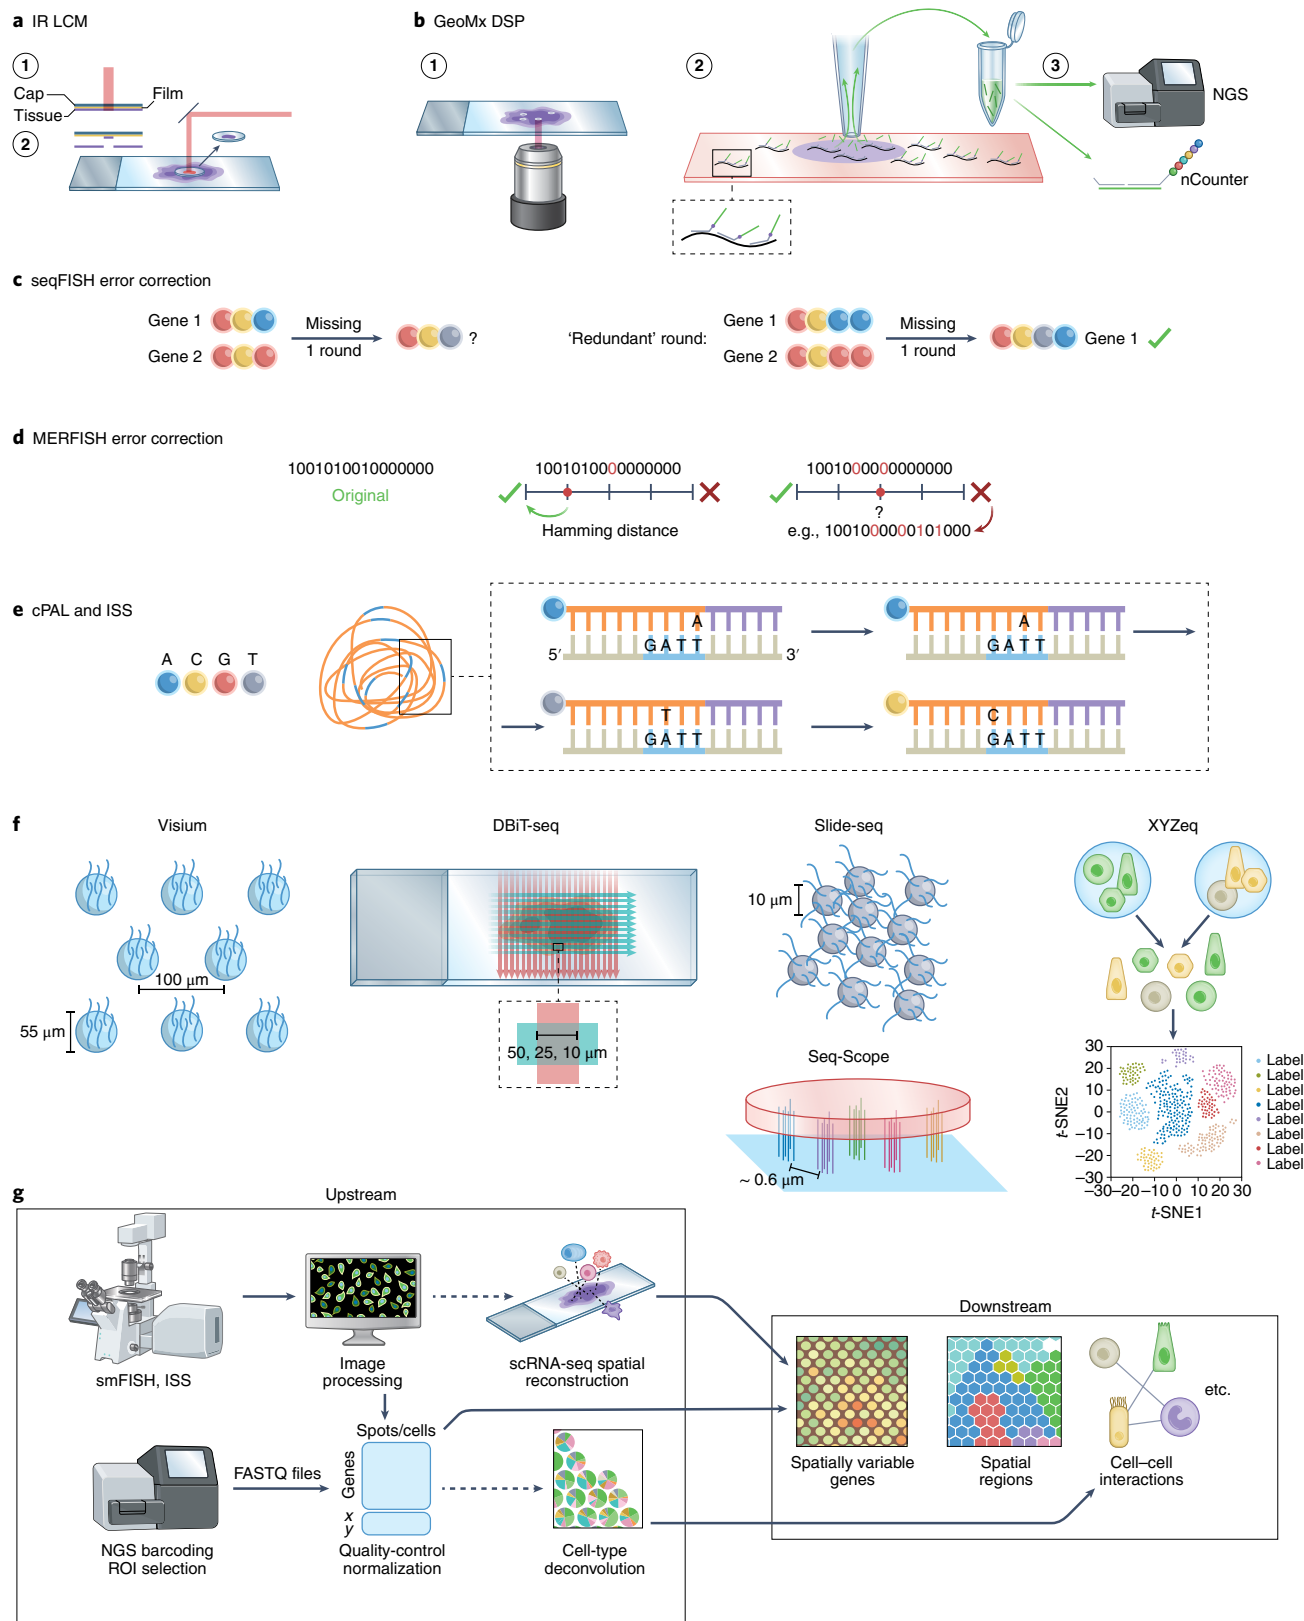 a IR LCM
1
Cap
Film
Tissue
2
b GeoMx DSP
1
2
3
NGS
nCounter
c seqFISH error correction
Gene 1
Gene 2
Missing
1 round
?
‘Redundant’ round:
Gene 1
Gene 2
Missing
1 round
Gene 1
d MERFISH error correction
1001010010000000
Original
1001010000000000
Hamming distance
1001000000000000
?
e.g., 1001000000101000
e cPAL and ISS
A C G T
A
GATT
5′
3′
A
GATT
T
GATT
C
GATT
f
Visium
100 μm
55 μm
DBiT-seq
50, 25, 10 μm
Slide-seq
10 μm
Seq-Scope
~ 0.6 μm
XYZeq
30
20
10
0
–10
–20
–30
t-SNE2
–30 –20 –10 0 10 20 30
t-SNE1
Label
Label
Label
Label
Label
Label
Label
Label
g
Upstream
smFISH, ISS
Image
processing
scRNA-seq spatial
reconstruction
NGS barcoding
ROI selection
FASTQ files
Spots/cells
Genes
x
y
Quality-control
normalization
Cell-type
deconvolution
Downstream
Spatially variable
genes
Spatial
regions
Cell–cell
interactions
etc.